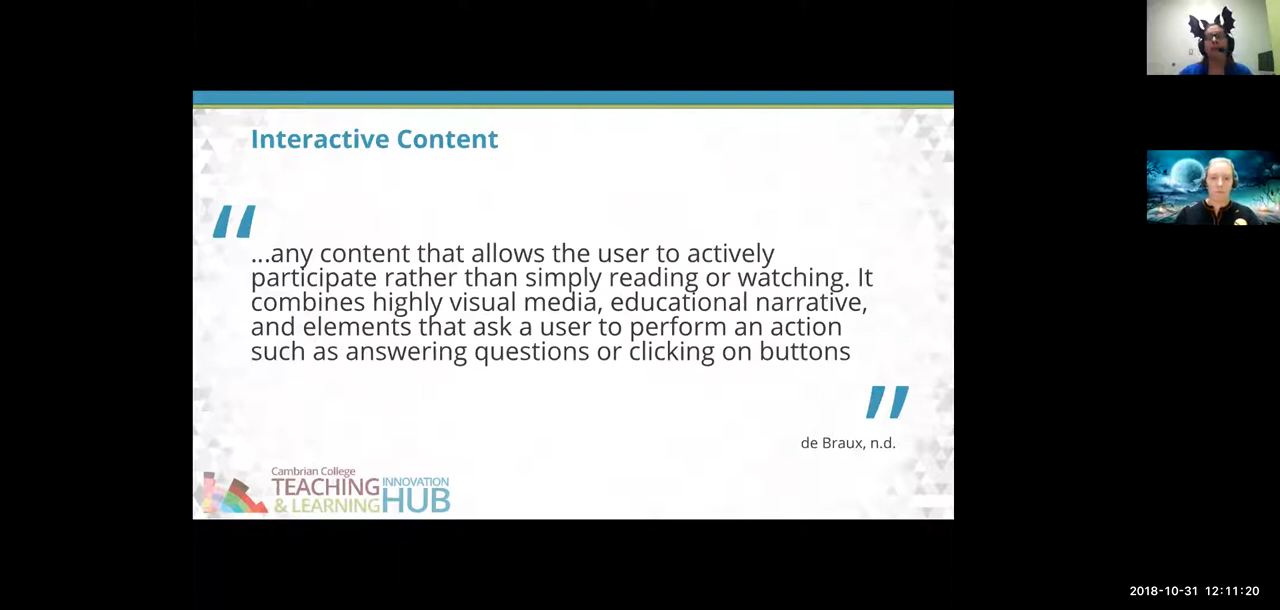 Interactive Content
“
...any content that allows the user to actively
participate rather than simply reading or watching. It
combines highly visual media, educational narrative,
and elements that ask a user to perform an action
such as answering questions or clicking on buttons
”
de Braux, n.d.
Cambrian College
TEACHING INNOVATION
& LEARNING HUB
2018-10-31 12:11:20